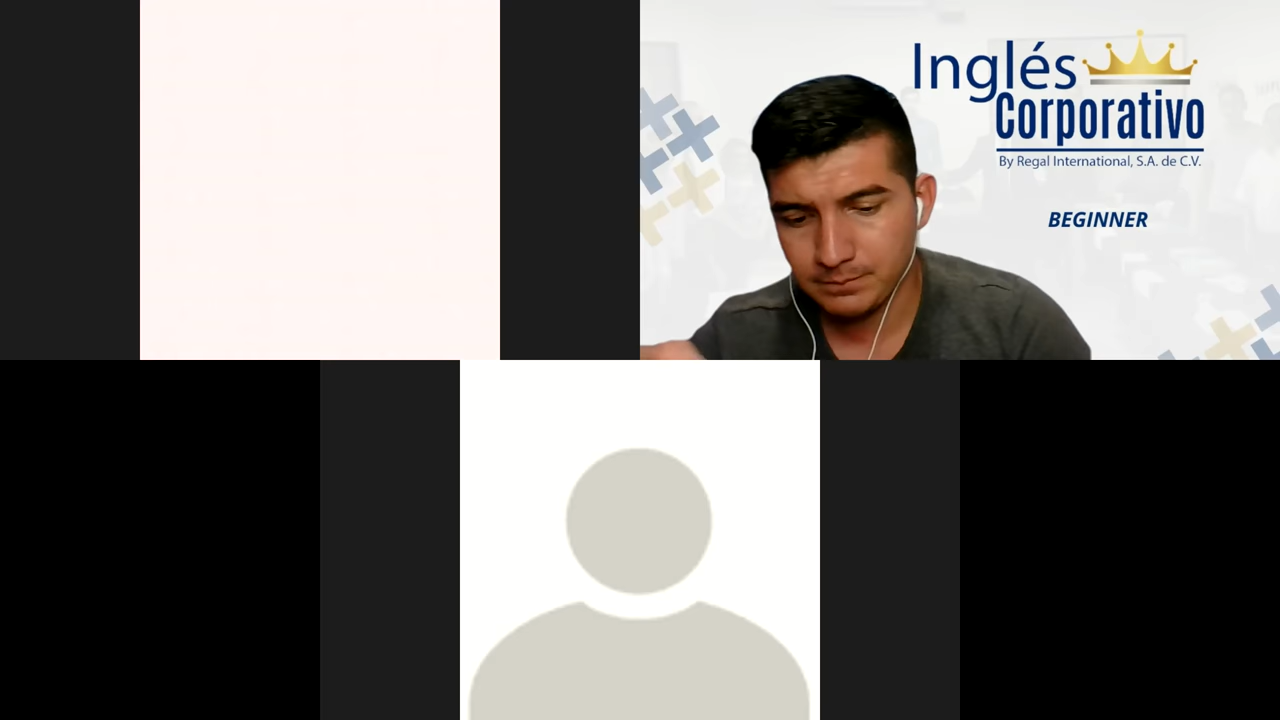 Inglés
Corporativo
By Regal International, S.A. de C.V.
BEGINNER